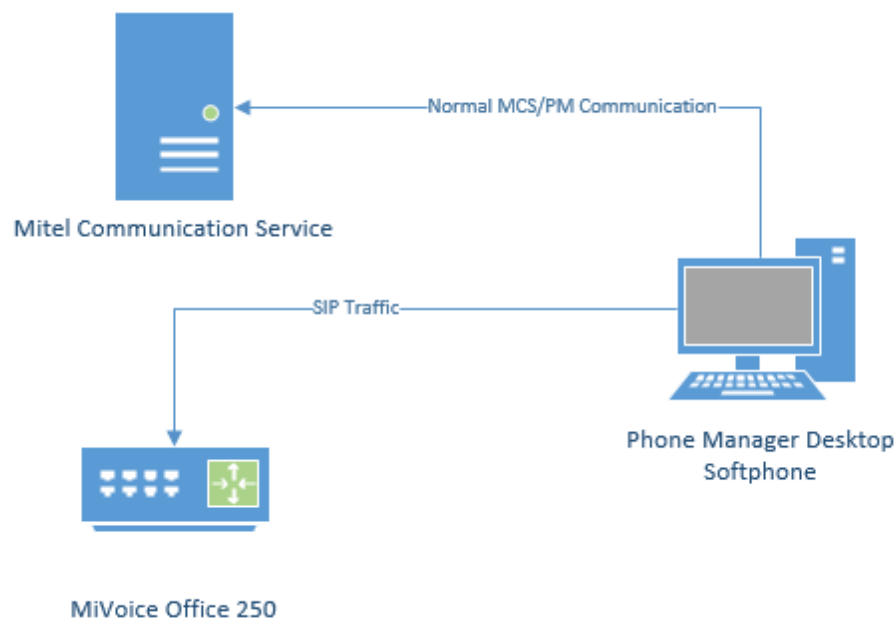 Normal MCS/PM Communication
Mitel Communication Service
SIP Traffic
Phone Manager Desktop
Softphone
MiVoice Office 250